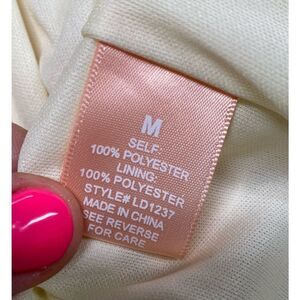 M
SELF:
100% POLYESTER
LINING:
100% POLYESTER
STYLE# LD1237
MADE IN CHINA
SEE REVERSE
FOR CARE